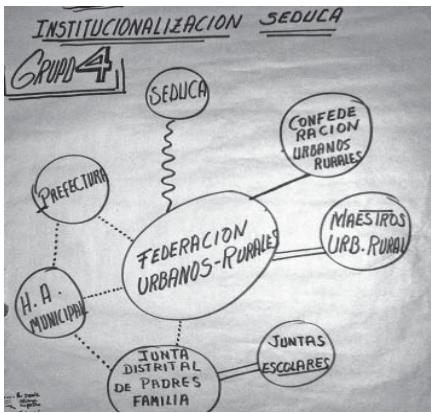 INSTITUCIONALIZACION SEDUCA
GRUPO 4
SEDUCA
CONFEDE
RACION
URBANOS
RURALES
PREFECTURA
FEDERACION
URBANOS-RURALES
MAESTROS
URB. RURAL
H. A.
MUNICIPAL
JUNTA
DISTRITAL
DE PADRES
FAMILIA
JUNTAS
ESCOLARES